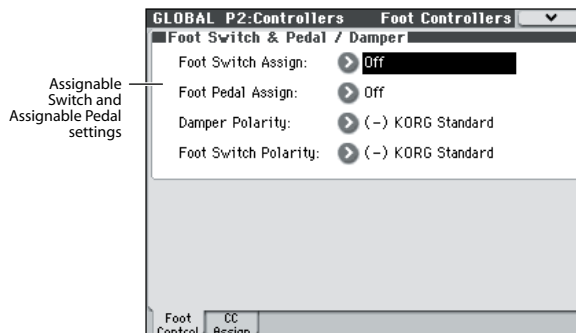 GLOBAL P2:Controllers Foot Controllers
Foot Switch & Pedal / Damper
Foot Switch Assign: Off
Foot Pedal Assign: Off
Damper Polarity: (-) KORG Standard
Foot Switch Polarity: (-) KORG Standard
Assignable
Switch and
Assignable Pedal
settings
Foot
Control
CC
Assign